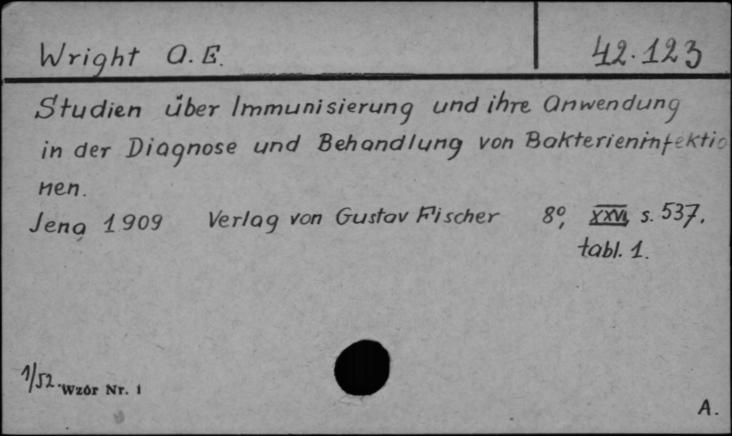 Wright A. E. 42.123
Studien über Immunisierung und ihre Anwendung
in der Diagnose und Behandlung von Bakterieninfektio
nen.
Jena 1909 Verlag von Gustav Fischer 8°, XXVI, s. 537.
tabl. 1.
1/52. Wzór Nr. 1
A.